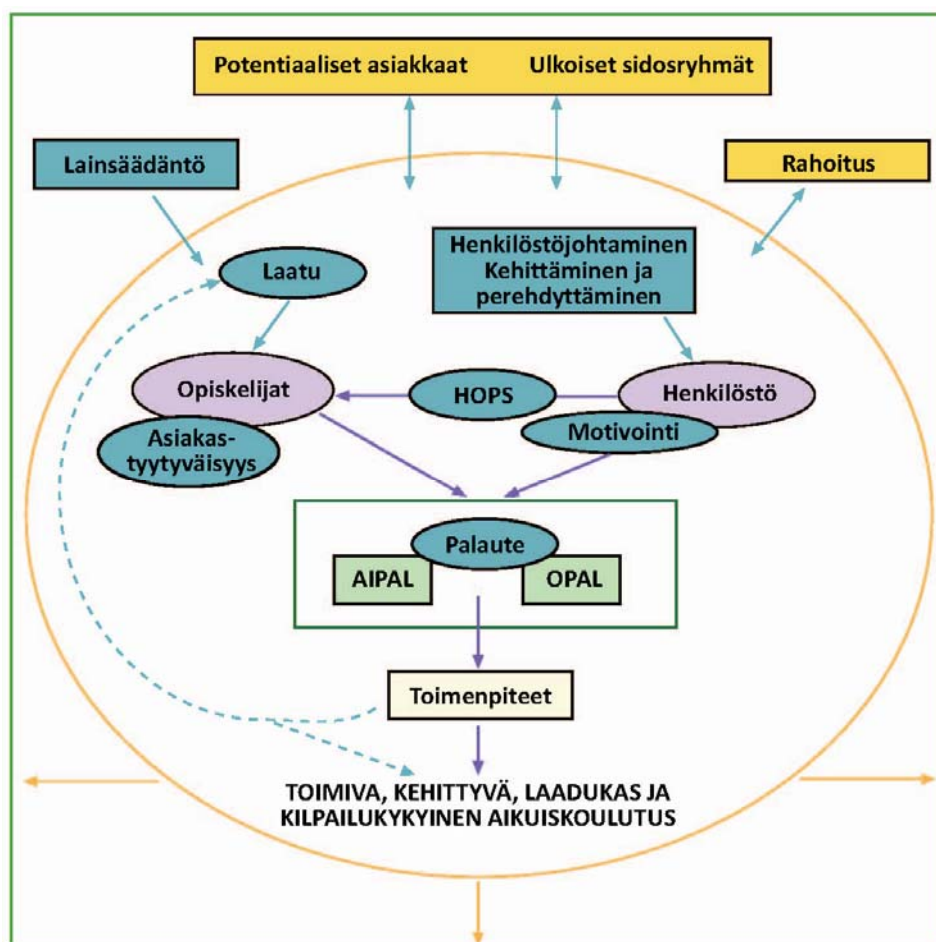 Potentiaaliset asiakkaat
Ulkoiset sidosryhmät
Lainsäädäntö
Rahoitus
Henkilöstöjohtaminen
Kehittäminen ja
perehdyttäminen
Laatu
Opiskelijat
HOPS
Henkilöstö
Asiakas-
tyytyväisyys
Motivointi
Palaute
AIPAL
OPAL
Toimenpiteet
TOIMIVA, KEHITTYVÄ, LAADUKAS JA
KILPAILUKYKYINEN AIKUISKOULUTUS